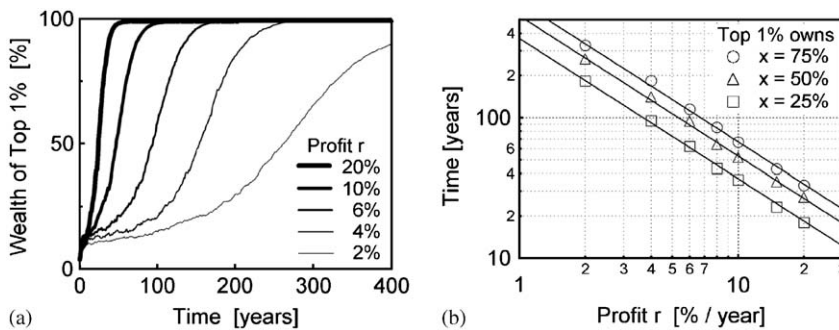 100
50
0
Wealth of Top 1% [%]
Profit r
20%
10%
6%
4%
2%
0 100 200 300 400
Time [years]
(a)
4
2
100
6
4
2
10
Time [years]
Top 1% owns
x = 75%
x = 50%
x = 25%
1 2 3 4 5 6 7 10 2
Profit r [% / year]
(b)